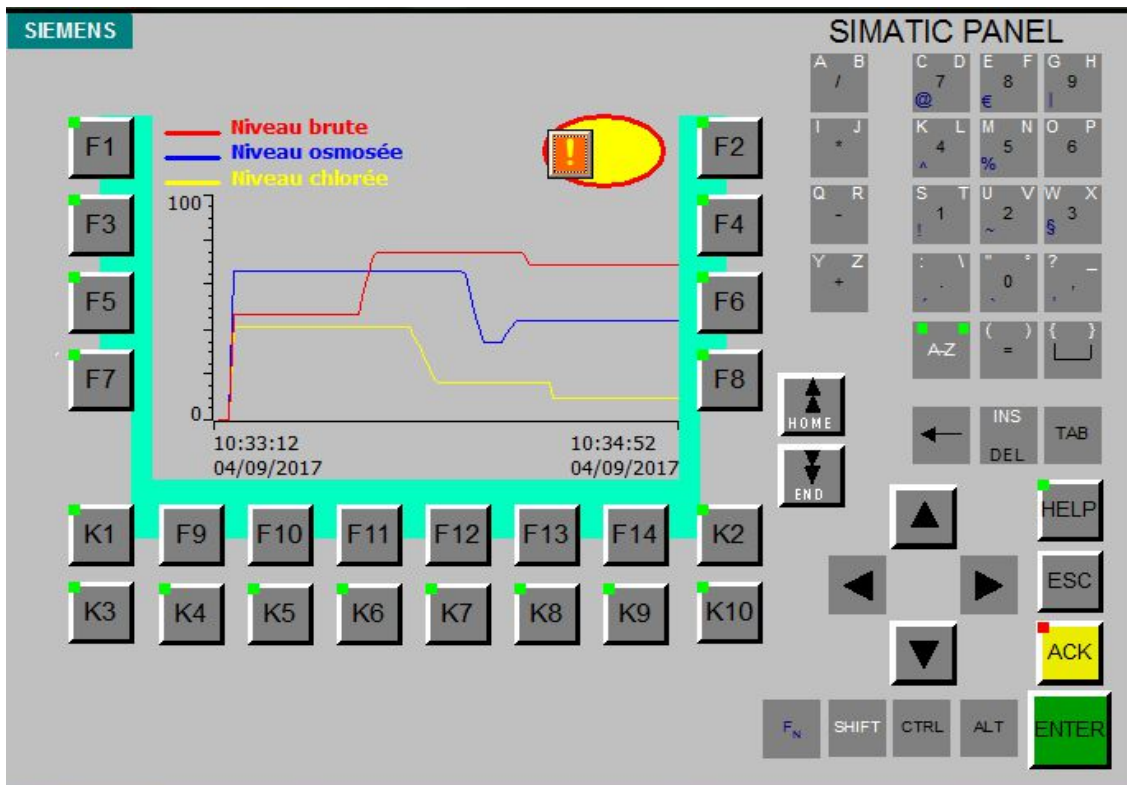 SIEMENS
SIMATIC PANEL
F1
Niveau brute
Niveau osmosée
Niveau chlorée
!
F2
F3
100
F4
F5
F6
F7
0
F8
10:33:12
04/09/2017
10:34:52
04/09/2017
K1
F9
F10
F11
F12
F13
F14
K2
K3
K4
K5
K6
K7
K8
K9
K10
A B
/
C D
7
@
E F
8
€
G H
9
|
I J
*
K L
4
^
M N
5
%
O P
6
Q R
-
S T
1
!
U V
2
~
W X
3
§
Y Z
+
: \
.
" °
0
? _
,
A-Z
( )
=
{ }
HOME
END
INS
DEL
TAB
HELP
ESC
ACK
FN
SHIFT
CTRL
ALT
ENTER